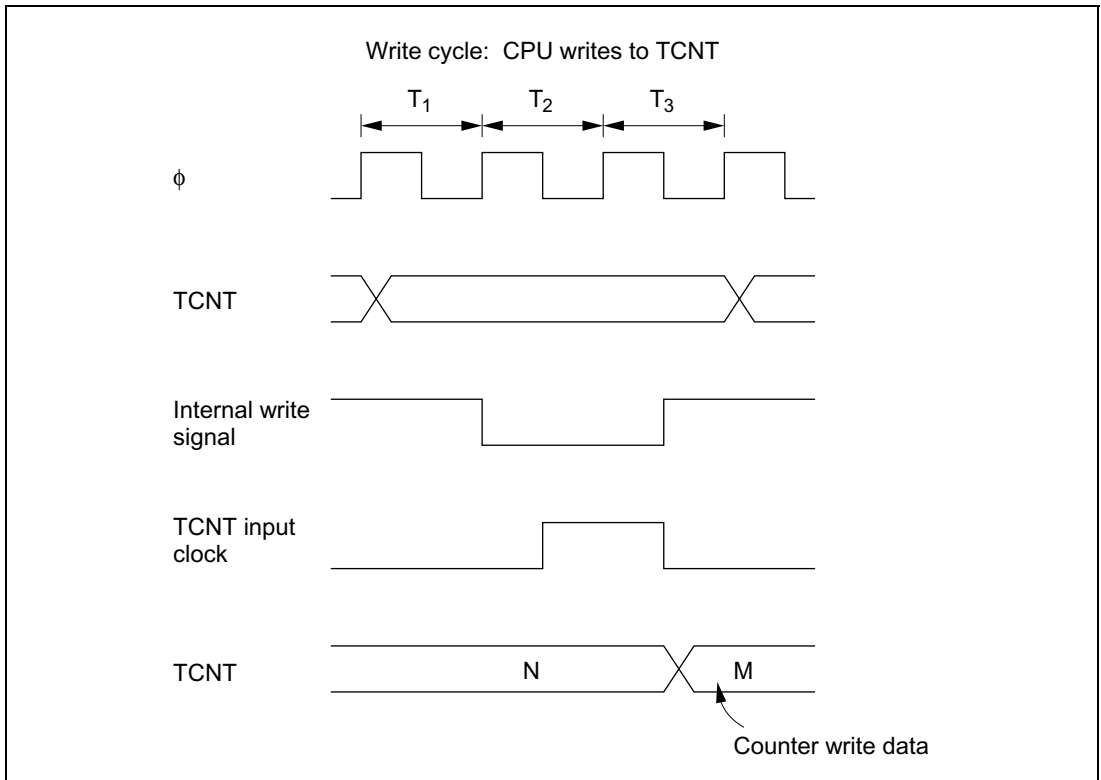 Write cycle: CPU writes to TCNT
T1 T2 T3
ϕ
TCNT
Internal write
signal
TCNT input
clock
TCNT
N M
Counter write data